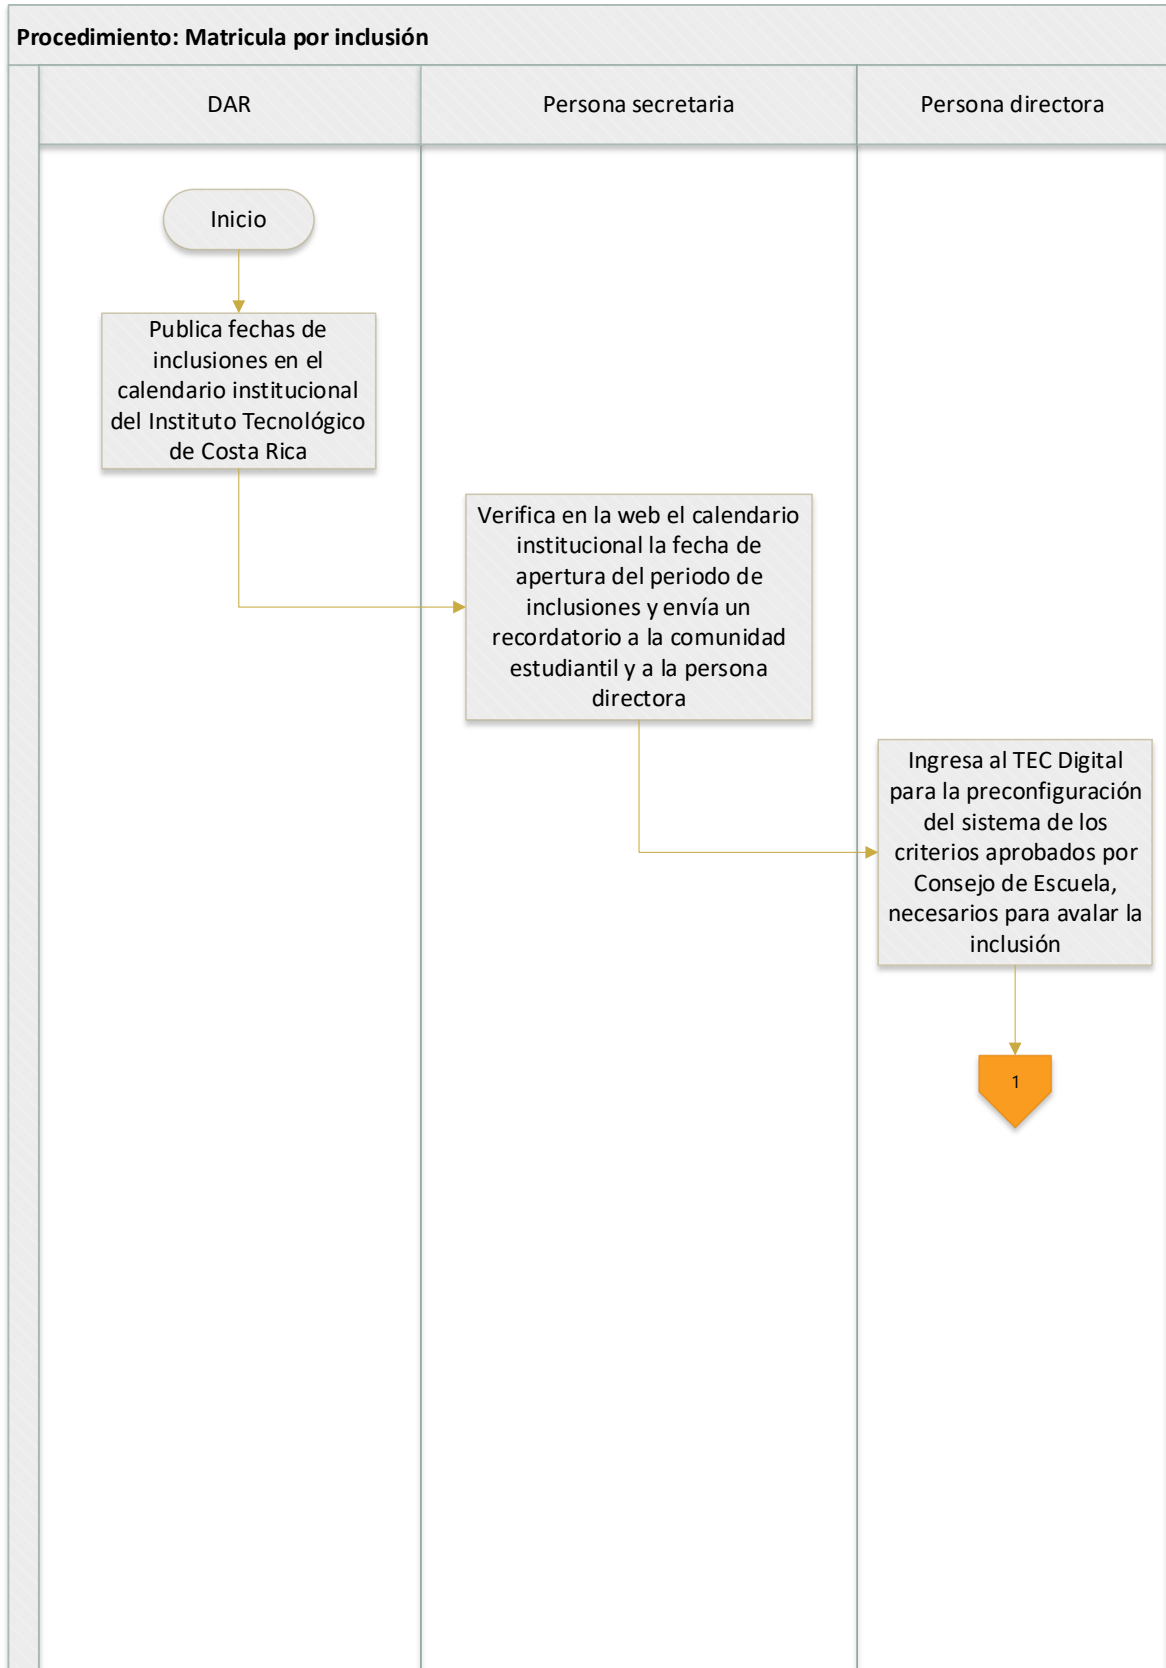 Procedimiento: Matricula por inclusión
DAR
Persona secretaria
Persona directora
Inicio
Publica fechas de
inclusiones en el
calendario institucional
del Instituto Tecnológico
de Costa Rica
Verifica en la web el calendario
institucional la fecha de
apertura del periodo de
inclusiones y envía un
recordatorio a la comunidad
estudiantil y a la persona
directora
Ingresa al TEC Digital
para la preconfiguración
del sistema de los
criterios aprobados por
Consejo de Escuela,
necesarios para avalar la
inclusión
1